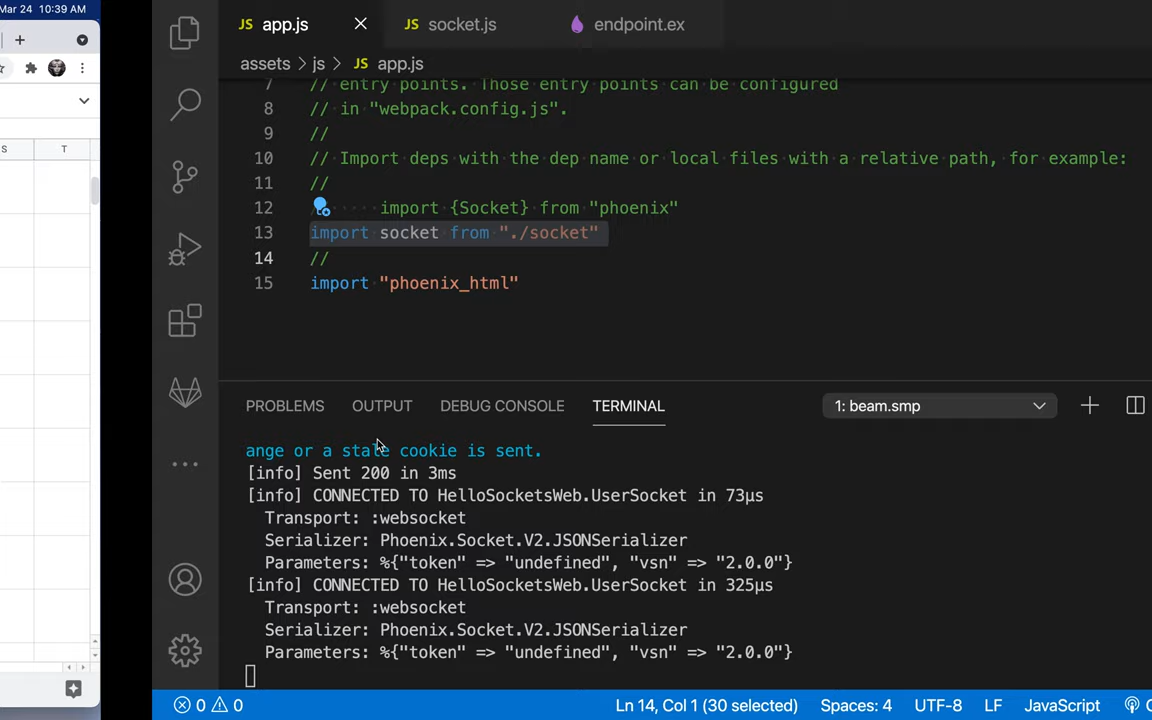 Mar 24 10:39 AM
S T
JS app.js
JS socket.js
endpoint.ex
assets > js > JS app.js
7 // entry points. Those entry points can be configured
8 // in "webpack.config.js".
9 //
10 // Import deps with the dep name or local files with a relative path, for example:
11 //
12 import {Socket} from "phoenix"
13 import socket from "./socket"
14 //
15 import "phoenix_html"
PROBLEMS OUTPUT DEBUG CONSOLE TERMINAL 1: beam.smp
ange or a stale cookie is sent.
[info] Sent 200 in 3ms
[info] CONNECTED TO HelloSocketsWeb.UserSocket in 73µs
Transport: :websocket
Serializer: Phoenix.Socket.V2.JSONSerializer
Parameters: %{"token" => "undefined", "vsn" => "2.0.0"}
[info] CONNECTED TO HelloSocketsWeb.UserSocket in 325µs
Transport: :websocket
Serializer: Phoenix.Socket.V2.JSONSerializer
Parameters: %{"token" => "undefined", "vsn" => "2.0.0"}
0 0 Ln 14, Col 1 (30 selected) Spaces: 4 UTF-8 LF JavaScript